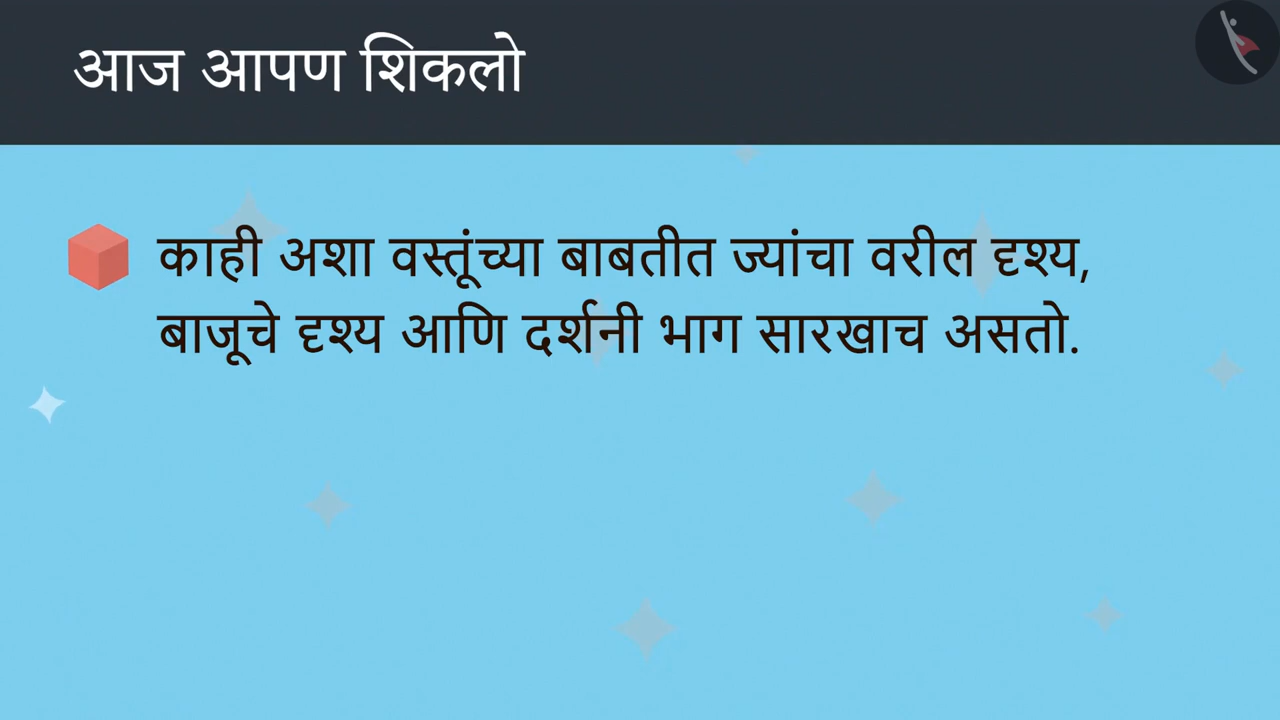 आज आपण शिकलो
काही अशा वस्तूंच्या बाबतीत ज्यांचा वरील दृश्य,
बाजूचे दृश्य आणि दर्शनी भाग सारखाच असतो.